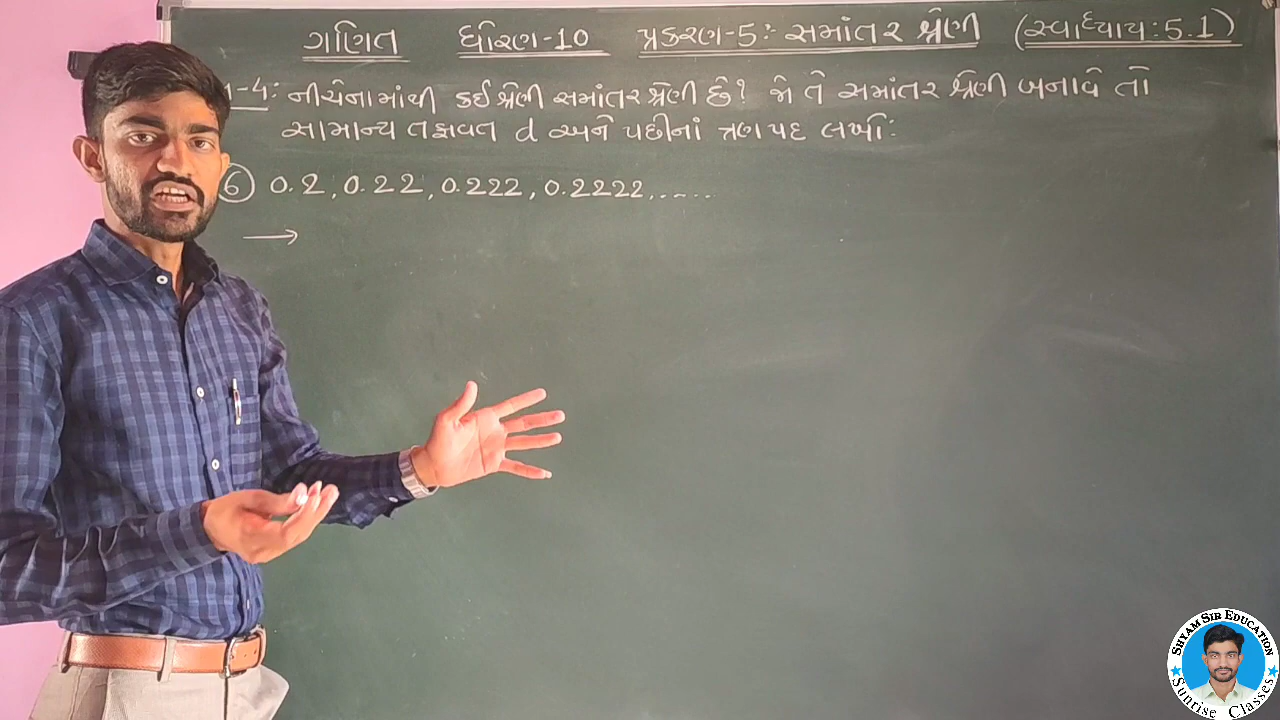 ગણિત ધોરણ-10 પ્રકરણ-5:- સમાંતર શ્રેણી (સ્વાધ્યાય:5.1)
-4: નીચેનામાંથી કઈ શ્રેણી સમાંતર શ્રેણી છે? જો તે સમાંતર શ્રેણી બનાવે તો
સામાન્ય તફાવત d અને પછીનાં ત્રણ પદ લખો:
6 0.2, 0.22, 0.222, 0.2222,.....
→
SHYAM SIR EDUCATION
Sunrise Classes